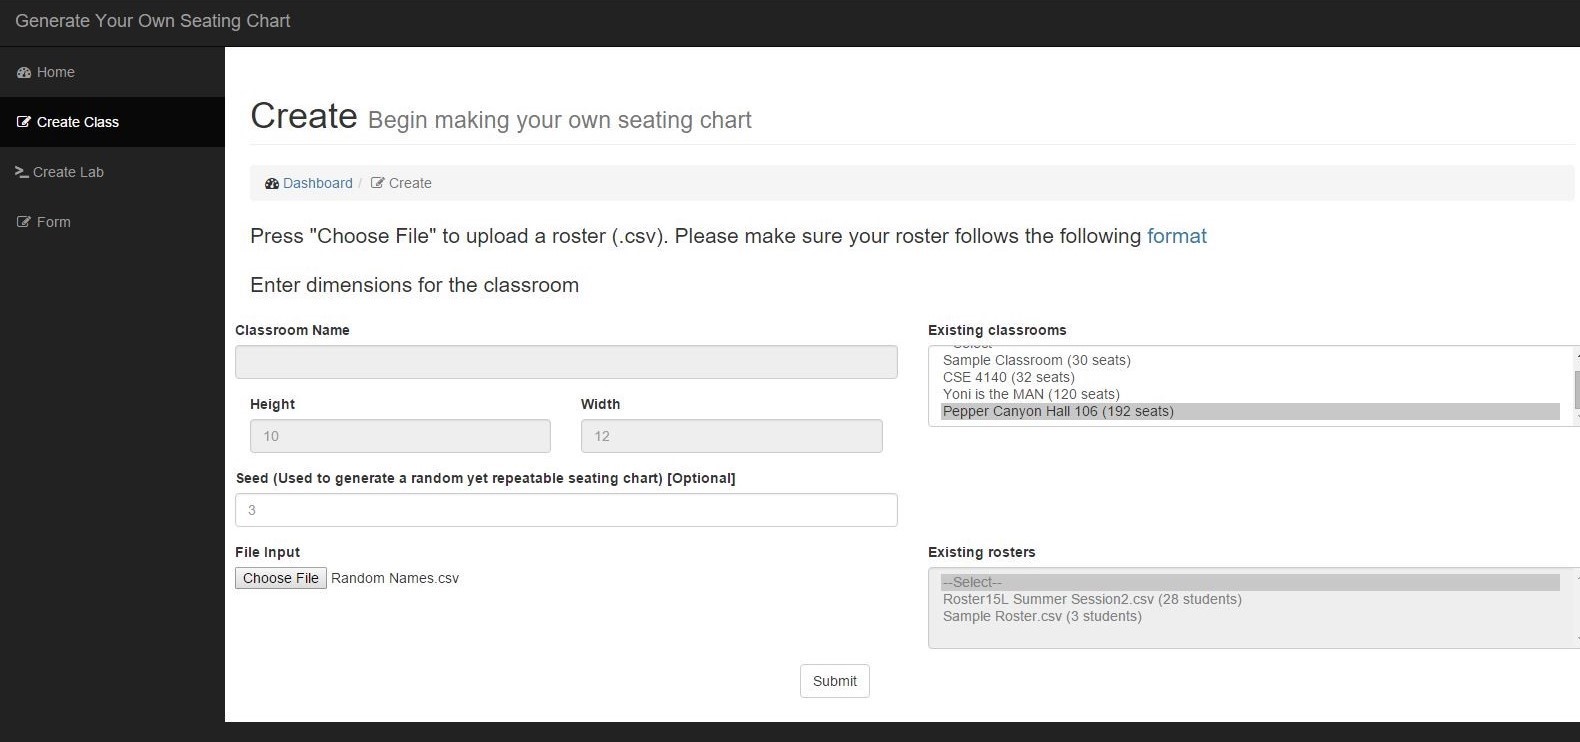 Generate Your Own Seating Chart
Home
Create Class
Create Lab
Form
Create Begin making your own seating chart
Dashboard / Create
Press "Choose File" to upload a roster (.csv). Please make sure your roster follows the following format
Enter dimensions for the classroom
Classroom Name
Height
Width
10
12
Seed (Used to generate a random yet repeatable seating chart) [Optional]
3
File Input
Choose File Random Names.csv
Existing classrooms
--Select--
Sample Classroom (30 seats)
CSE 4140 (32 seats)
Yoni is the MAN (120 seats)
Pepper Canyon Hall 106 (192 seats)
Existing rosters
--Select--
Roster15L Summer Session2.csv (28 students)
Sample Roster.csv (3 students)
Submit